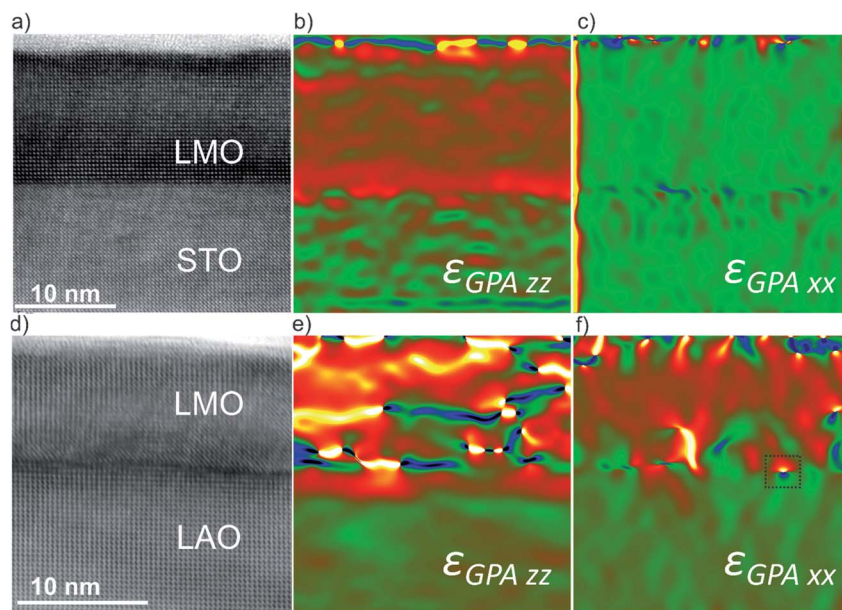 a)
b)
c)
LMO
STO
10 nm
εGPA zz
εGPA xx
d)
e)
f)
LMO
LAO
10 nm
εGPA zz
εGPA xx